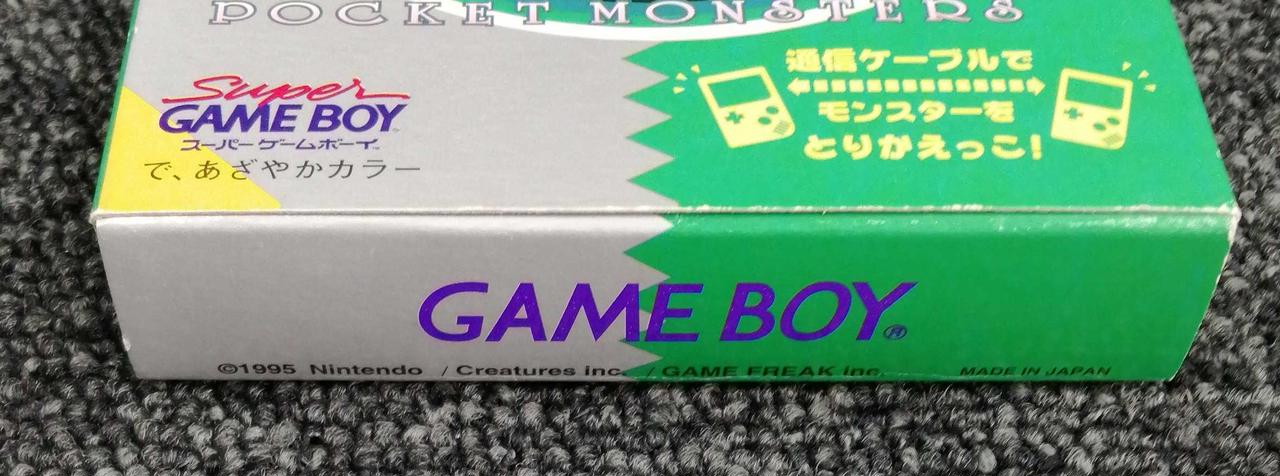 POCKET MONSTERS
Super
GAME BOY
スーパーゲームボーイ™
で、あざやかカラー
通信ケーブルで
モンスターを
とりかえっこ!
GAME BOY®
©1995 Nintendo / Creatures inc. / GAME FREAK inc. MADE IN JAPAN